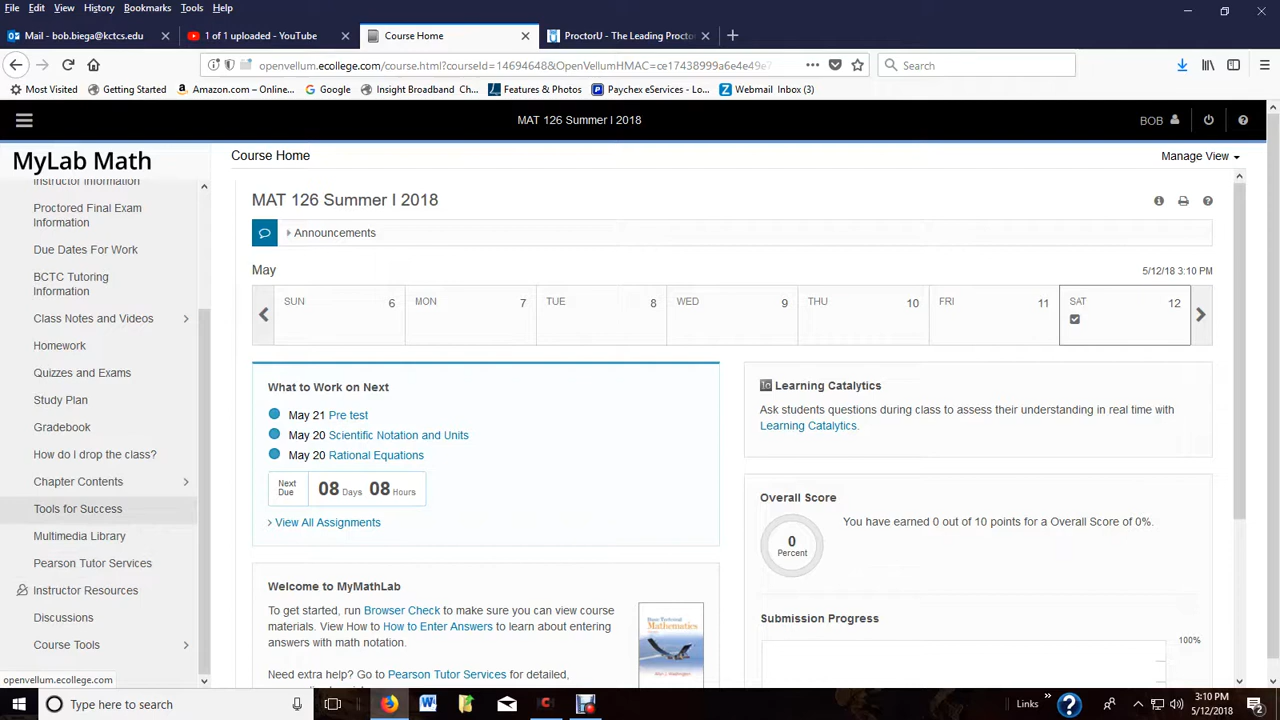 File Edit View History Bookmarks Tools Help
Mail - bob.biega@kctcs.edu
1 of 1 uploaded - YouTube
Course Home
ProctorU - The Leading Proctor
openvellum.ecollege.com/course.html?courseId=14694648&OpenVellumHMAC=ce17438999a6e4e49e7
Search
Most Visited Getting Started Amazon.com – Online... Google Insight Broadband Ch... Features & Photos Paychex eServices - Lo... Webmail Inbox (3)
MAT 126 Summer I 2018
BOB
MyLab Math
Course Home
Manage View
Instructor Information
Proctored Final Exam
Information
Due Dates For Work
BCTC Tutoring
Information
Class Notes and Videos
Homework
Quizzes and Exams
Study Plan
Gradebook
How do I drop the class?
Chapter Contents
Tools for Success
Multimedia Library
Pearson Tutor Services
Instructor Resources
Discussions
Course Tools
openvellum.ecollege.com
MAT 126 Summer I 2018
Announcements
May
5/12/18 3:10 PM
SUN 6 MON 7 TUE 8 WED 9 THU 10 FRI 11 SAT 12
What to Work on Next
May 21 Pre test
May 20 Scientific Notation and Units
May 20 Rational Equations
Next
Due
08 Days 08 Hours
View All Assignments
Welcome to MyMathLab
To get started, run Browser Check to make sure you can view course
materials. View How to How to Enter Answers to learn about entering
answers with math notation.
Need extra help? Go to Pearson Tutor Services for detailed,
Basic Technical
Mathematics
Learning Catalytics
Ask students questions during class to assess their understanding in real time with
Learning Catalytics.
Overall Score
0
Percent
You have earned 0 out of 10 points for a Overall Score of 0%.
Submission Progress
100%
Type here to search
Links
3:10 PM
5/12/2018
2